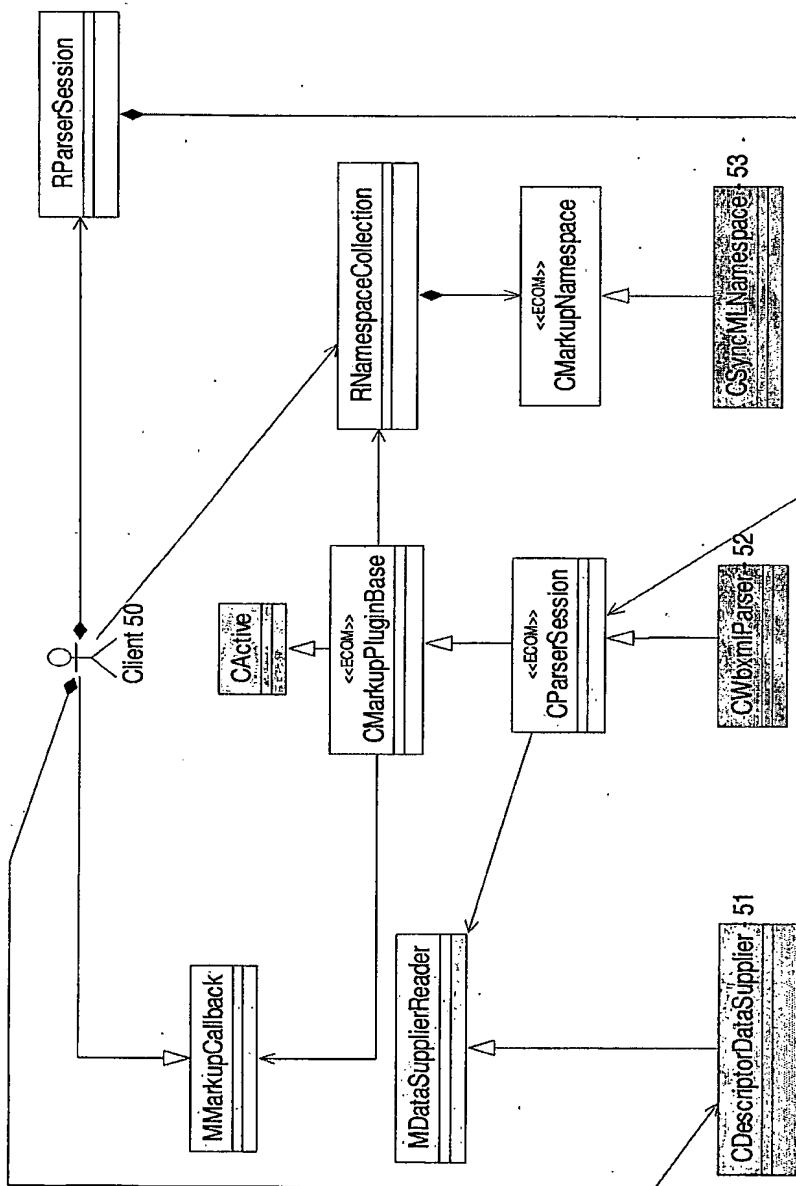 RParserSession
Client 50
RNamespaceCollection
CActive
<<ECOM>>
CMarkupPluginBase
<<ECOM>>
CMarkupNamespace
MMarkupCallback
<<ECOM>>
CParserSession
MDataSupplierReader
CSyncMLNamespace 53
CWbxmlParser 52
CDescriptorDataSupplier 51